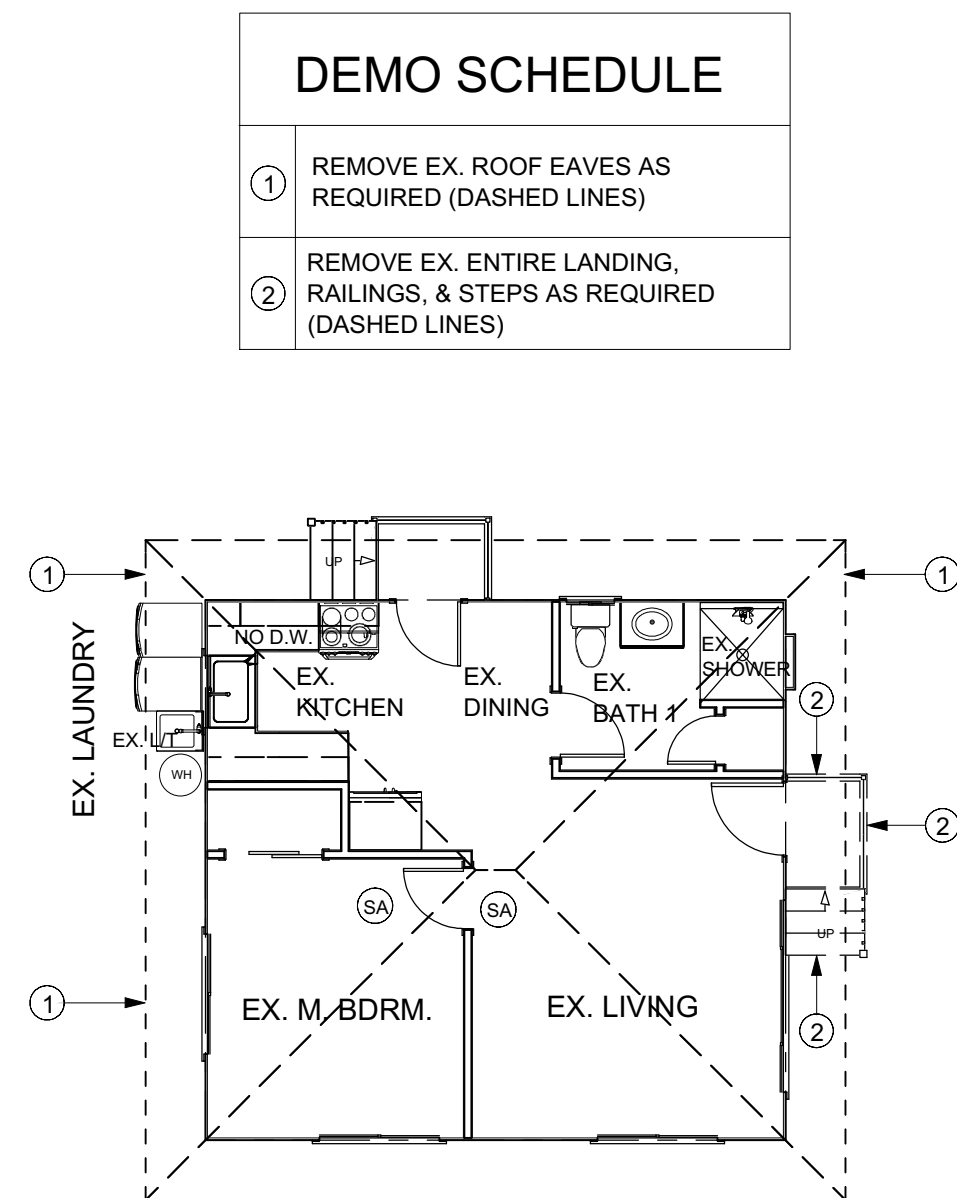 DEMO SCHEDULE
1
REMOVE EX. ROOF EAVES AS
REQUIRED (DASHED LINES)
2
REMOVE EX. ENTIRE LANDING,
RAILINGS, & STEPS AS REQUIRED
(DASHED LINES)
UP
1
1
NO D.W.
EX.
KITCHEN
EX.
DINING
EX.
BATH 1
EX.
SHOWER
EX. LAUNDRY
EX. LT
WH
2
2
SA
SA
UP
1
EX. M. BDRM.
EX. LIVING
2